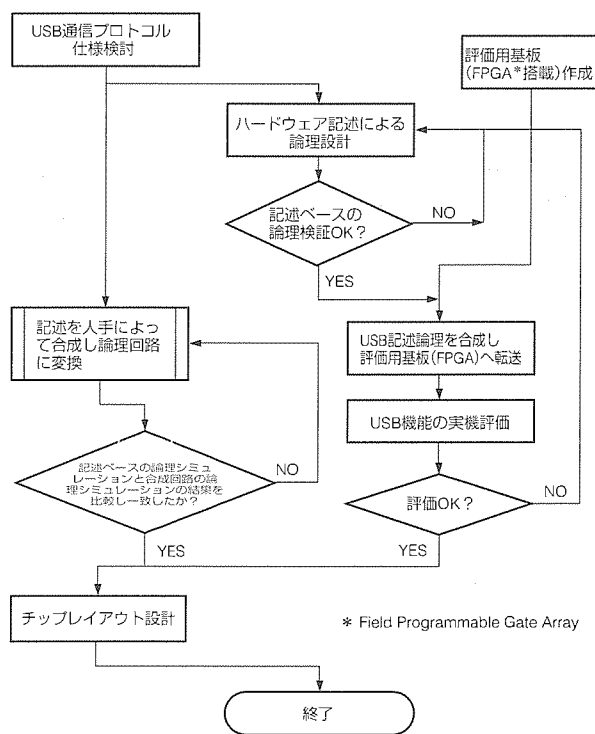 USB通信プロトコル
仕様検討
評価用基板
(FPGA*搭載)作成
ハードウェア記述による
論理設計
記述ベースの
論理検証OK?
NO
YES
記述を人手によっ
て合成し論理回路
に変換
USB記述論理を合成し
評価用基板(FPGA)へ転送
USB機能の実機評価
記述ベースの論理シミュ
レーションと合成回路の論
理シミュレーションの結果を
比較し一致したか?
NO
評価OK?
NO
YES
YES
チップレイアウト設計
* Field Programmable Gate Array
終了